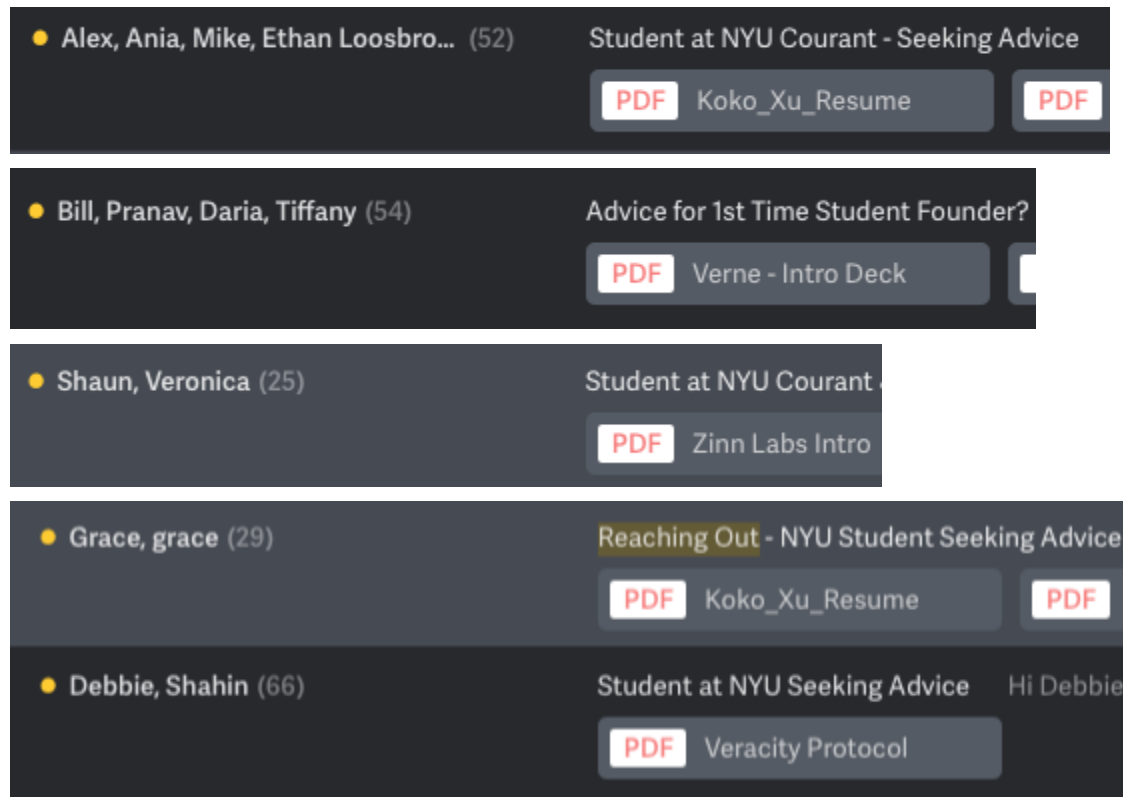 Alex, Ania, Mike, Ethan Loosbro... (52) Student at NYU Courant - Seeking Advice
PDF Koko_Xu_Resume PDF
Bill, Pranav, Daria, Tiffany (54) Advice for 1st Time Student Founder?
PDF Verne - Intro Deck
Shaun, Veronica (25) Student at NYU Courant
PDF Zinn Labs Intro
Grace, grace (29) Reaching Out - NYU Student Seeking Advice
PDF Koko_Xu_Resume PDF
Debbie, Shahin (66) Student at NYU Seeking Advice Hi Debbie
PDF Veracity Protocol